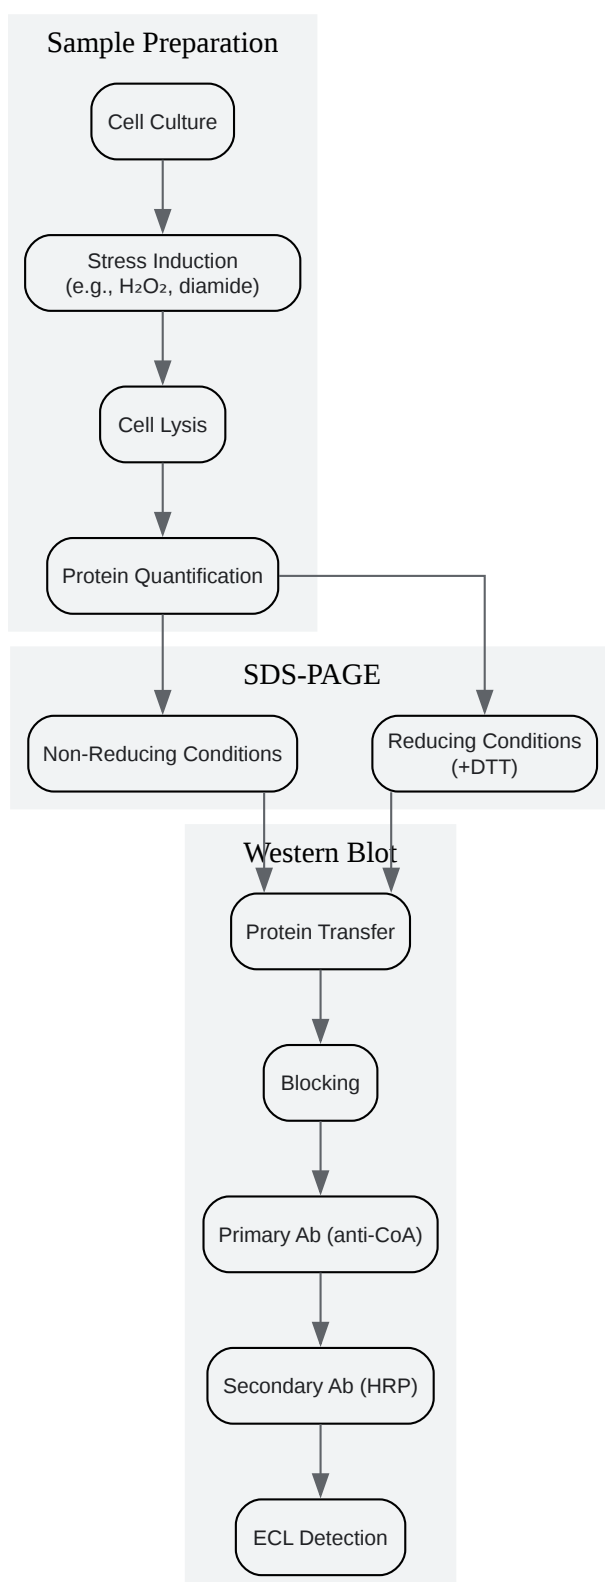 Sample Preparation
Cell Culture
Stress Induction
(e.g., H₂O₂, diamide)
Cell Lysis
Protein Quantification
SDS-PAGE
Non-Reducing Conditions
Reducing Conditions
(+DTT)
Western Blot
Protein Transfer
Blocking
Primary Ab (anti-CoA)
Secondary Ab (HRP)
ECL Detection